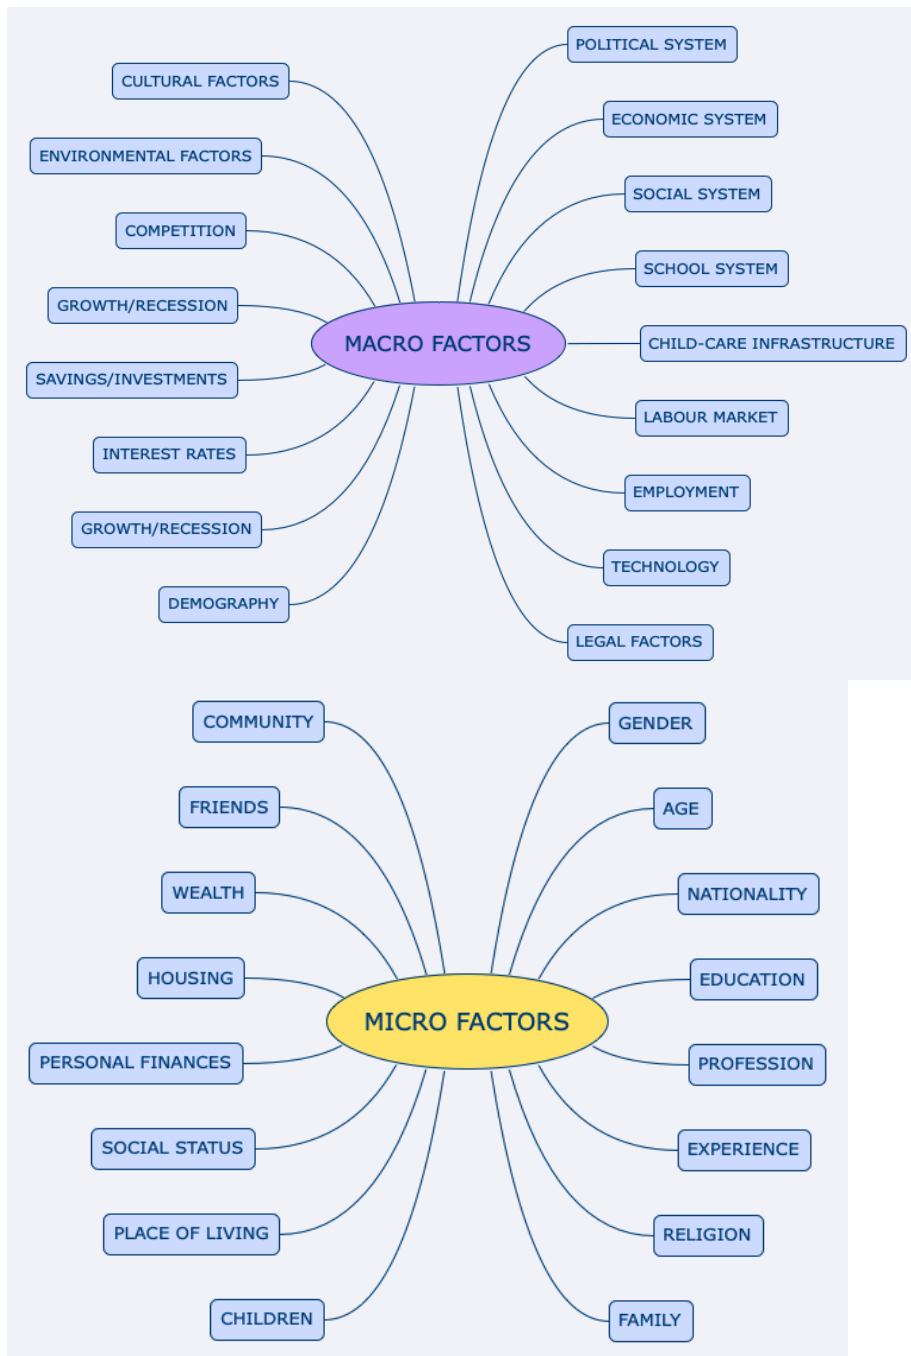 POLITICAL SYSTEM
CULTURAL FACTORS
ECONOMIC SYSTEM
ENVIRONMENTAL FACTORS
SOCIAL SYSTEM
COMPETITION
SCHOOL SYSTEM
GROWTH/RECESSION
MACRO FACTORS
CHILD-CARE INFRASTRUCTURE
SAVINGS/INVESTMENTS
LABOUR MARKET
INTEREST RATES
EMPLOYMENT
GROWTH/RECESSION
TECHNOLOGY
DEMOGRAPHY
LEGAL FACTORS
COMMUNITY
GENDER
FRIENDS
AGE
WEALTH
NATIONALITY
HOUSING
EDUCATION
MICRO FACTORS
PERSONAL FINANCES
PROFESSION
SOCIAL STATUS
EXPERIENCE
PLACE OF LIVING
RELIGION
CHILDREN
FAMILY